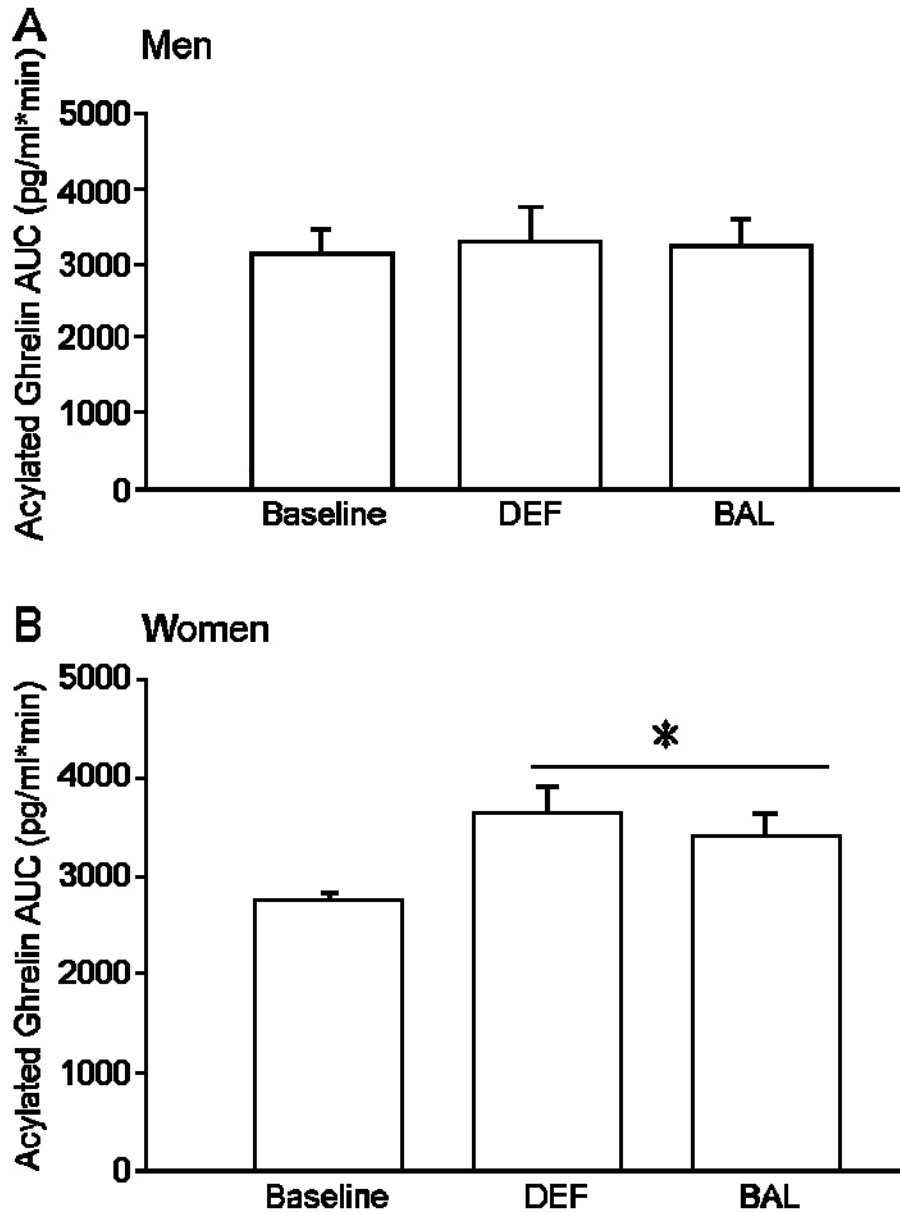 A
Men
Acylated Ghrelin AUC (pg/ml*min)
5000
4000
3000
2000
1000
0
Baseline DEF BAL
B
Women
Acylated Ghrelin AUC (pg/ml*min)
5000
4000
3000
2000
1000
0
*
Baseline DEF BAL